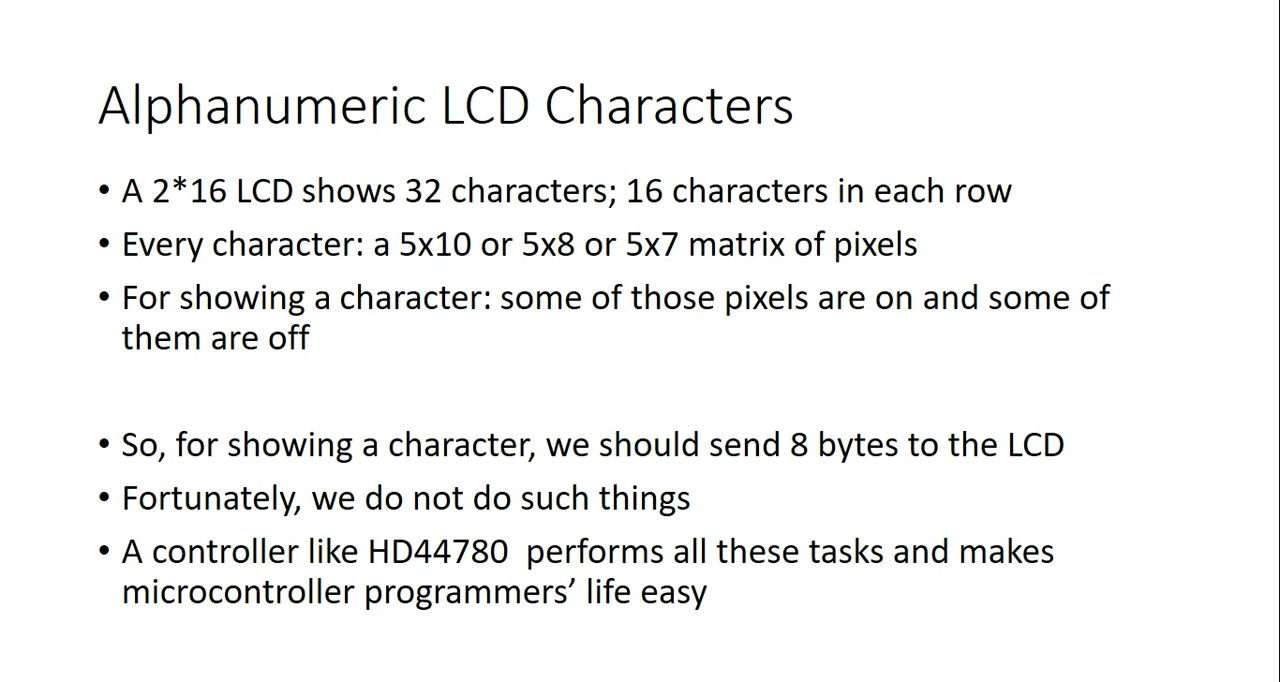 Alphanumeric LCD Characters
• A 2*16 LCD shows 32 characters; 16 characters in each row
• Every character: a 5x10 or 5x8 or 5x7 matrix of pixels
• For showing a character: some of those pixels are on and some of
them are off
• So, for showing a character, we should send 8 bytes to the LCD
• Fortunately, we do not do such things
• A controller like HD44780  performs all these tasks and makes
microcontroller programmers’ life easy